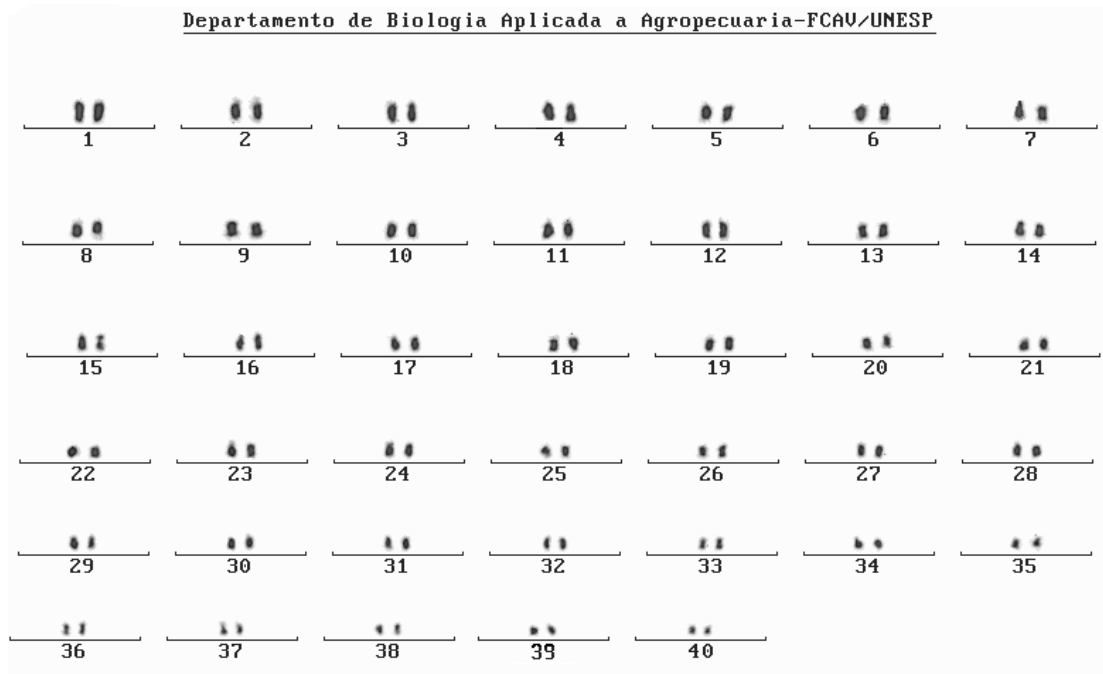 Departamento de Biologia Aplicada a Agropecuaria-FCAV/UNESP
1 2 3 4 5 6 7
8 9 10 11 12 13 14
15 16 17 18 19 20 21
22 23 24 25 26 27 28
29 30 31 32 33 34 35
36 37 38 39 40